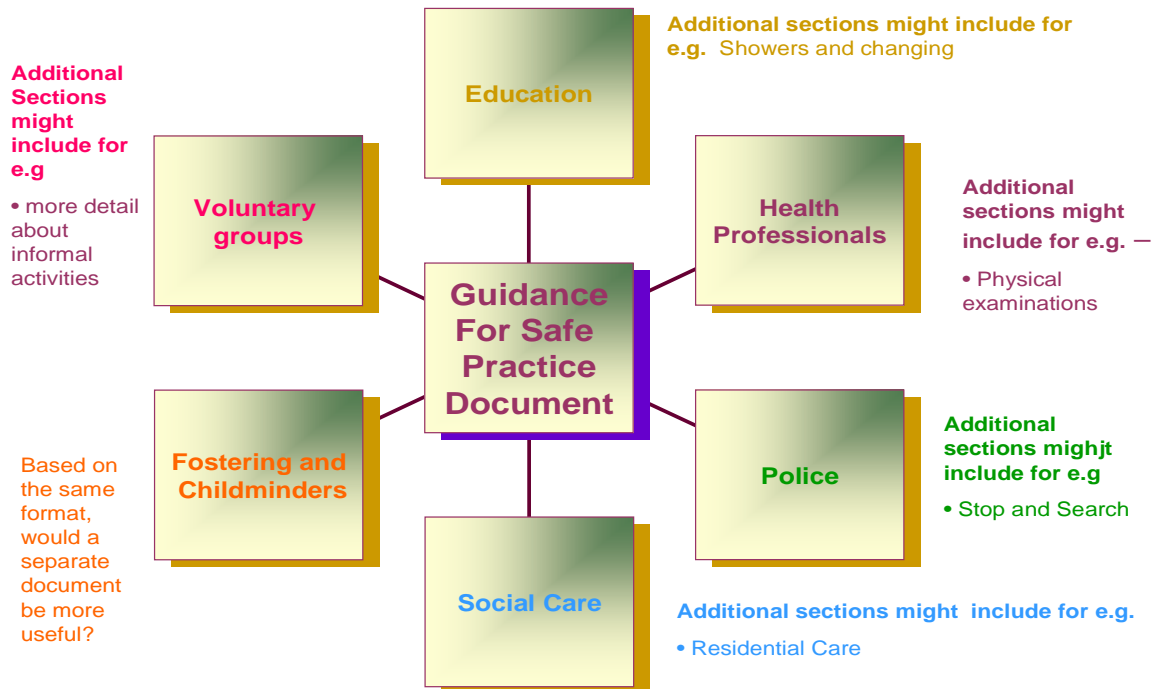 Education
Additional sections might include for
e.g. Showers and changing
Additional
Sections
might
include for
e.g
• more detail
about
informal
activities
Voluntary
groups
Health
Professionals
Additional
sections might
include for e.g. –
• Physical
examinations
Guidance
For Safe
Practice
Document
Fostering and
Childminders
Based on
the same
format,
would a
separate
document
be more
useful?
Police
Additional
sections mighjt
include for e.g
• Stop and Search
Social Care
Additional sections might include for e.g.
• Residential Care